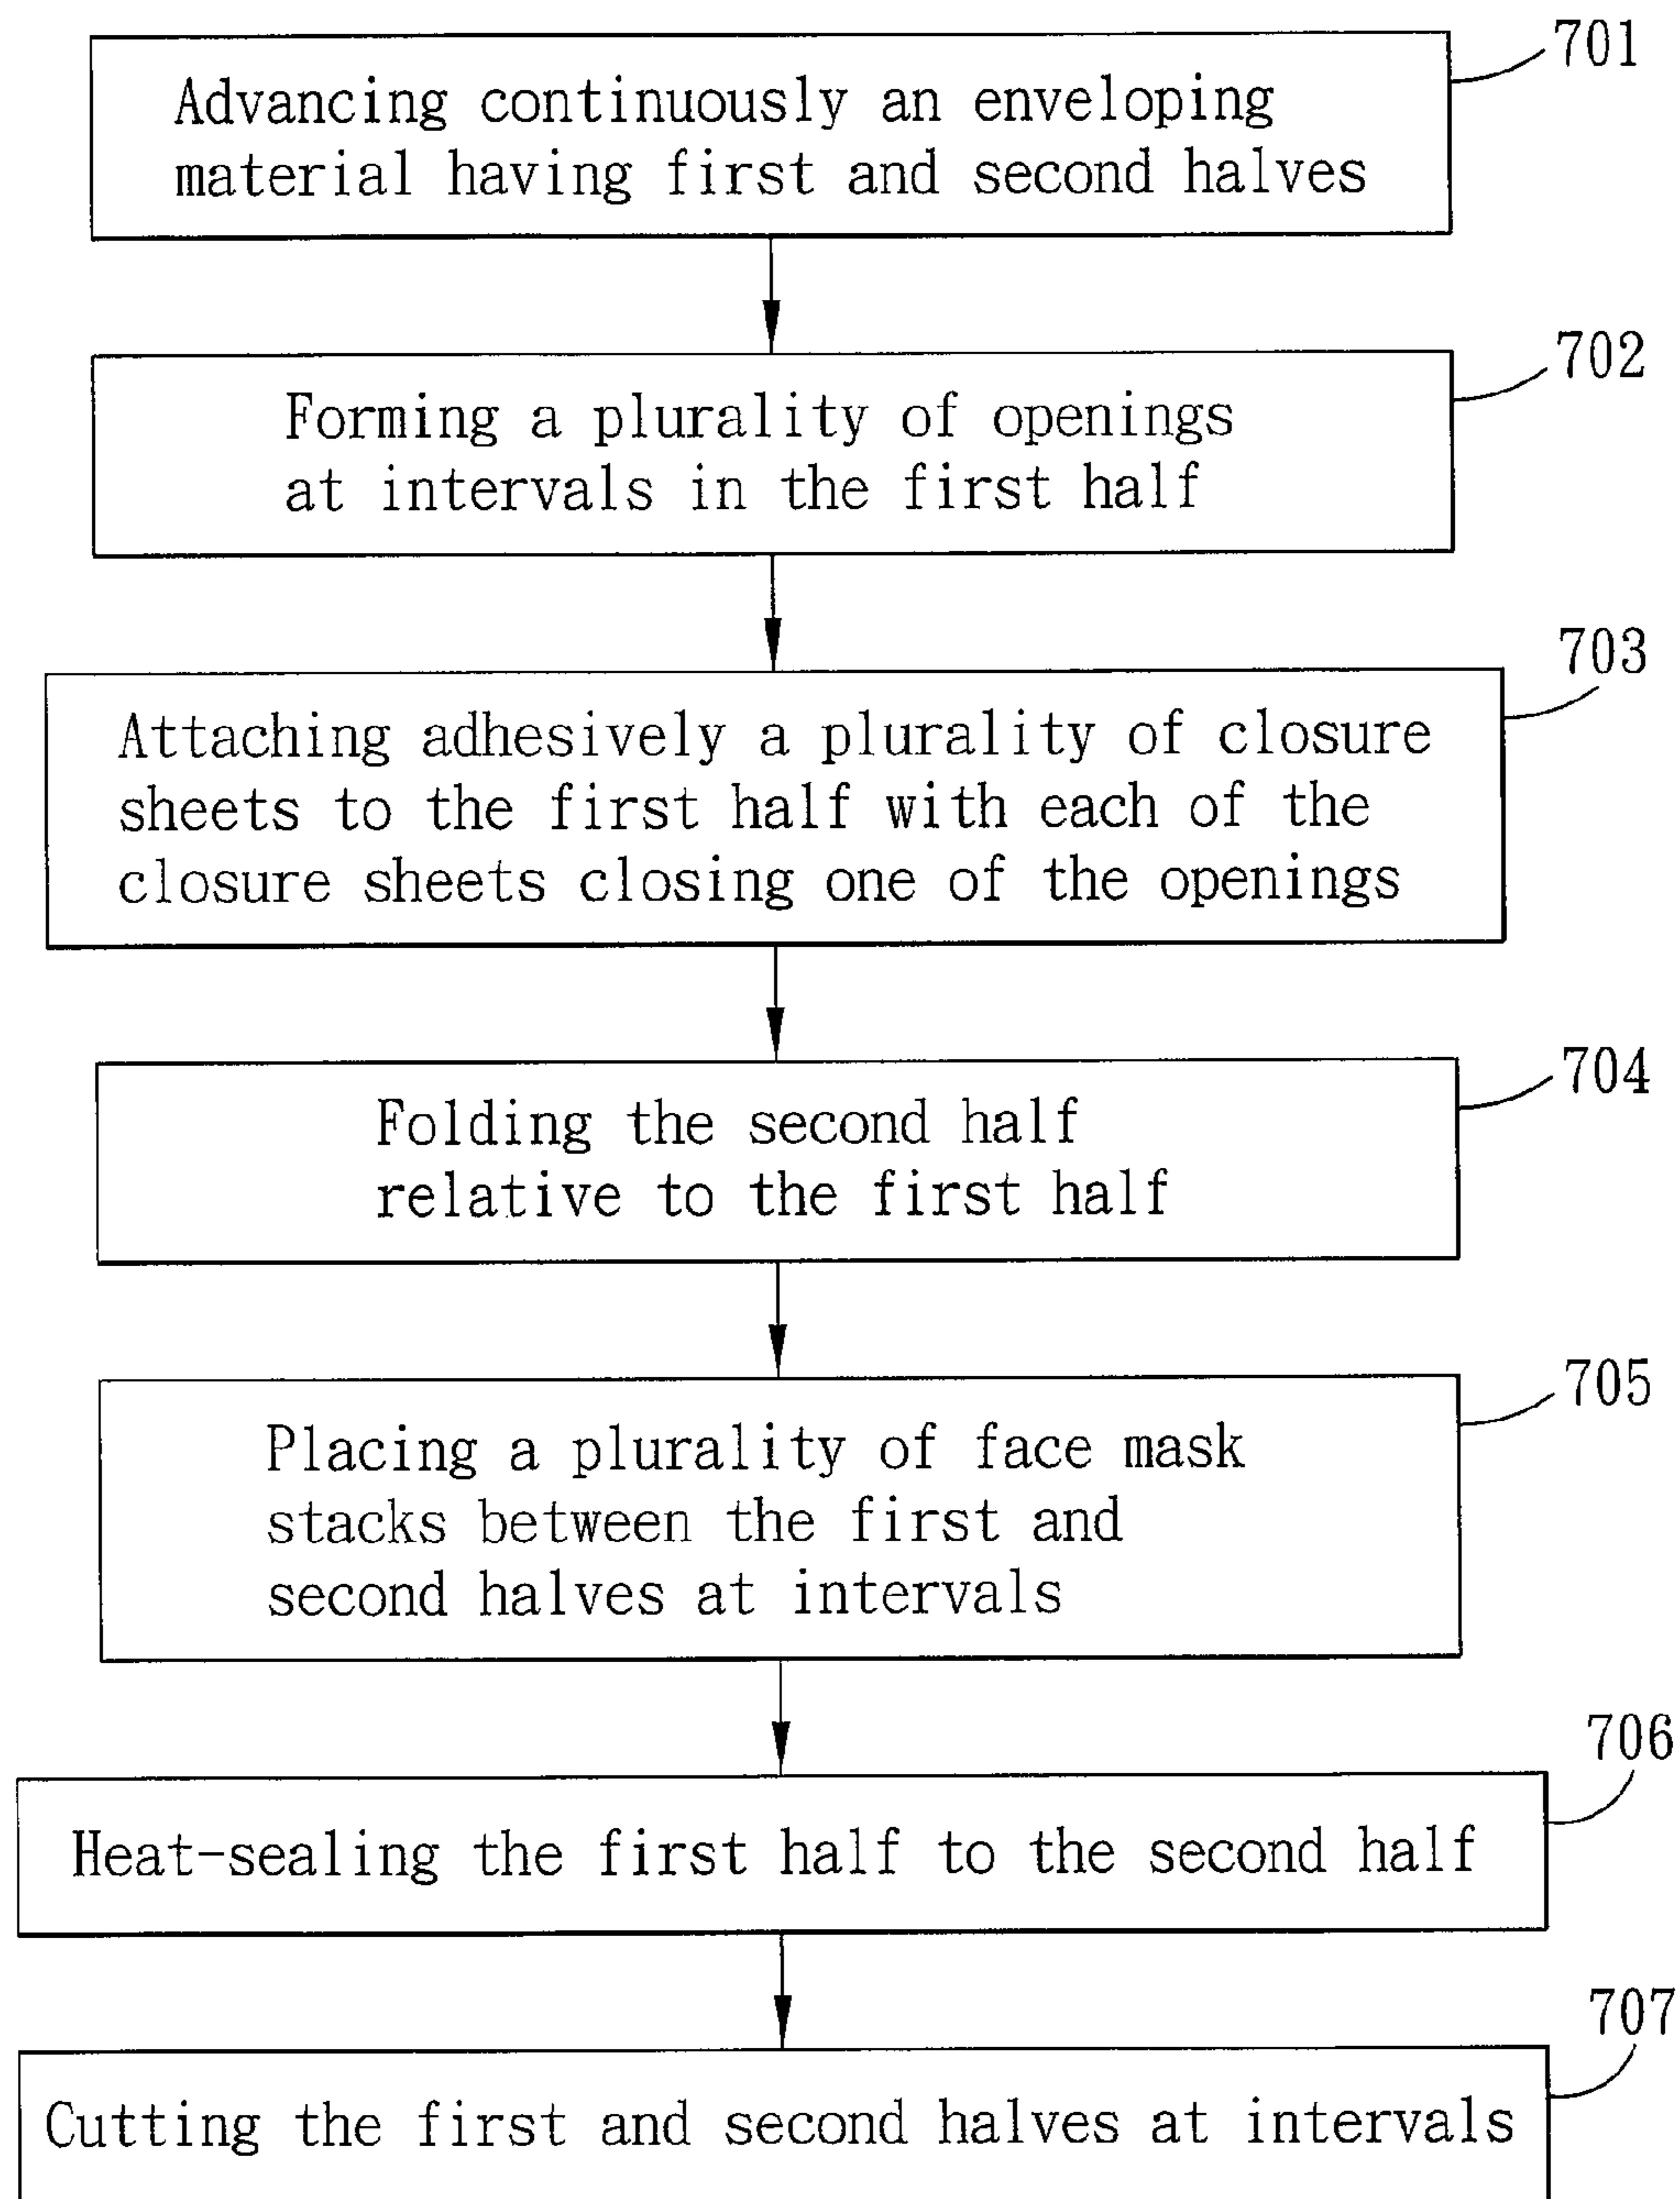 701
Advancing continuously an enveloping
material having first and second halves
702
Forming a plurality of openings
at intervals in the first half
703
Attaching adhesively a plurality of closure
sheets to the first half with each of the
closure sheets closing one of the openings
704
Folding the second half
relative to the first half
705
Placing a plurality of face mask
stacks between the first and
second halves at intervals
706
Heat-sealing the first half to the second half
707
Cutting the first and second halves at intervals